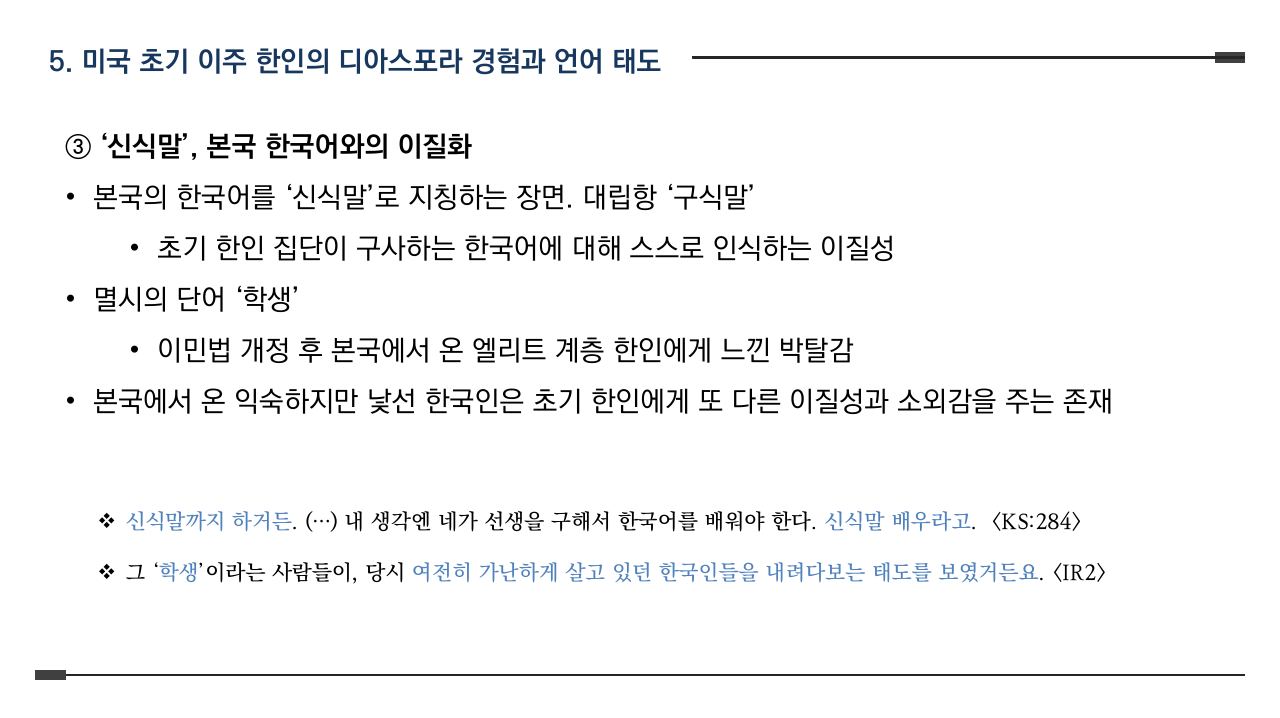 5. 미국 초기 이주 한인의 디아스포라 경험과 언어 태도
③ ‘신식말’, 본국 한국어와의 이질화
• 본국의 한국어를 ‘신식말’로 지칭하는 장면. 대립항 ‘구식말’
• 초기 한인 집단이 구사하는 한국어에 대해 스스로 인식하는 이질성
• 멸시의 단어 ‘학생’
• 이민법 개정 후 본국에서 온 엘리트 계층 한인에게 느낀 박탈감
• 본국에서 온 익숙하지만 낯선 한국인은 초기 한인에게 또 다른 이질성과 소외감을 주는 존재
❖ 신식말까지 하거든. (…) 내 생각엔 네가 선생을 구해서 한국어를 배워야 한다. 신식말 배우라고. 〈KS:284〉
❖ 그 ‘학생’이라는 사람들이, 당시 여전히 가난하게 살고 있던 한국인들을 내려다보는 태도를 보였거든요. 〈IR2〉